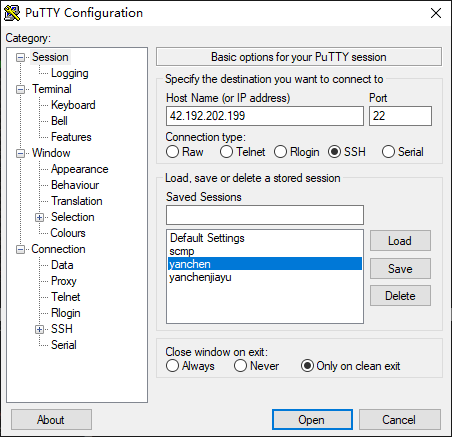 PuTTY Configuration
Category:
Session
Logging
Terminal
Keyboard
Bell
Features
Window
Appearance
Behaviour
Translation
Selection
Colours
Connection
Data
Proxy
Telnet
Rlogin
SSH
Serial
Basic options for your PuTTY session
Specify the destination you want to connect to
Host Name (or IP address) Port
42.192.202.199 22
Connection type:
Raw Telnet Rlogin SSH Serial
Load, save or delete a stored session
Saved Sessions
Default Settings
scmp
yanchen
yanchenjiayu
Load
Save
Delete
Close window on exit:
Always Never Only on clean exit
About Open Cancel